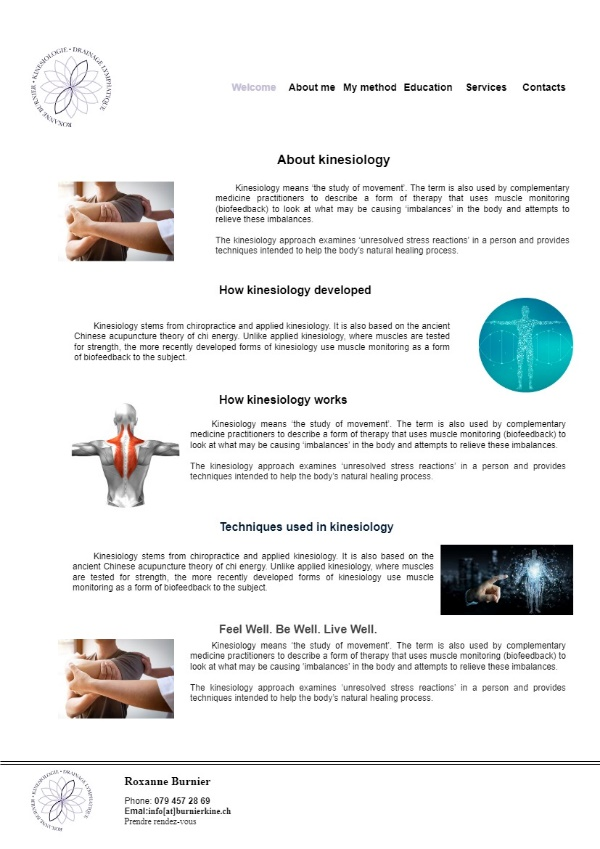 KINESIOLOGIE • DRAINAGE LYMPHATIQUE
ROXANNE BURNIER •
Welcome About me My method Education Services Contacts
About kinesiology
Kinesiology means ‘the study of movement’. The term is also used by complementary
medicine practitioners to describe a form of therapy that uses muscle monitoring
(biofeedback) to look at what may be causing ‘imbalances’ in the body and attempts to
relieve these imbalances.
The kinesiology approach examines ‘unresolved stress reactions’ in a person and provides
techniques intended to help the body’s natural healing process.
How kinesiology developed
Kinesiology stems from chiropractice and applied kinesiology. It is also based on the ancient
Chinese acupuncture theory of chi energy. Unlike applied kinesiology, where muscles are tested
for strength, the more recently developed forms of kinesiology use muscle monitoring as a form
of biofeedback to the subject.
How kinesiology works
Kinesiology means ‘the study of movement’. The term is also used by complementary
medicine practitioners to describe a form of therapy that uses muscle monitoring (biofeedback) to
look at what may be causing ‘imbalances’ in the body and attempts to relieve these imbalances.
The kinesiology approach examines ‘unresolved stress reactions’ in a person and provides
techniques intended to help the body’s natural healing process.
Techniques used in kinesiology
Kinesiology stems from chiropractice and applied kinesiology. It is also based on the
ancient Chinese acupuncture theory of chi energy. Unlike applied kinesiology, where muscles
are tested for strength, the more recently developed forms of kinesiology use muscle
monitoring as a form of biofeedback to the subject.
Feel Well. Be Well. Live Well.
Kinesiology means ‘the study of movement’. The term is also used by complementary
medicine practitioners to describe a form of therapy that uses muscle monitoring (biofeedback) to
look at what may be causing ‘imbalances’ in the body and attempts to relieve these imbalances.
The kinesiology approach examines ‘unresolved stress reactions’ in a person and provides
techniques intended to help the body’s natural healing process.
KINESIOLOGIE • DRAINAGE LYMPHATIQUE
ROXANNE BURNIER •
Roxanne Burnier
Phone: 079 457 28 69
Emal:info[at]burnierkine.ch
Prendre rendez-vous